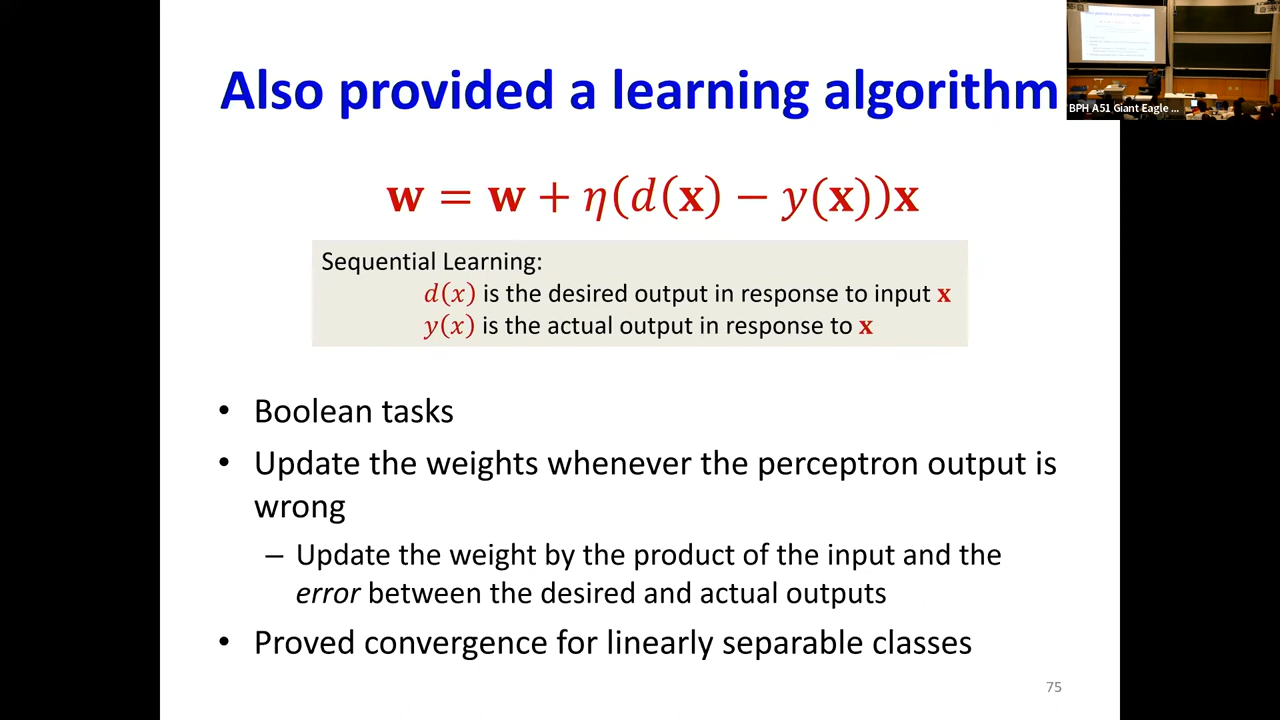 Also provided a learning algorithm
BPH A51 Giant Eagle ...
𝐰 = 𝐰 + η(d(𝐱) − y(𝐱))𝐱
Sequential Learning:
d(x) is the desired output in response to input 𝐱
y(x) is the actual output in response to 𝐱
• Boolean tasks
• Update the weights whenever the perceptron output is
wrong
– Update the weight by the product of the input and the
error between the desired and actual outputs
• Proved convergence for linearly separable classes
75